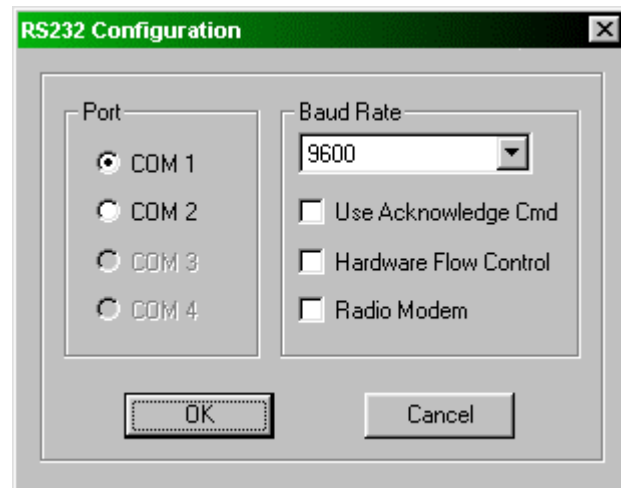 RS232 Configuration
Port
COM 1
COM 2
COM 3
COM 4
Baud Rate
9600
Use Acknowledge Cmd
Hardware Flow Control
Radio Modem
OK
Cancel